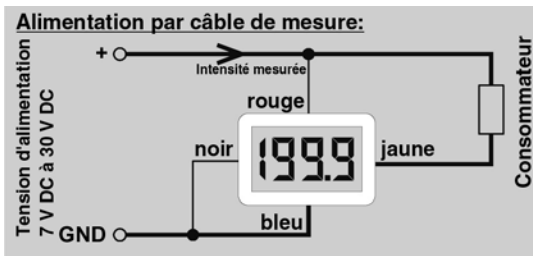 Alimentation par câble de mesure:
+
Intensité mesurée
rouge
noir
199.9
jaune
bleu
GND
Tension d'alimentation
7 V DC à 30 V DC
Consommateur